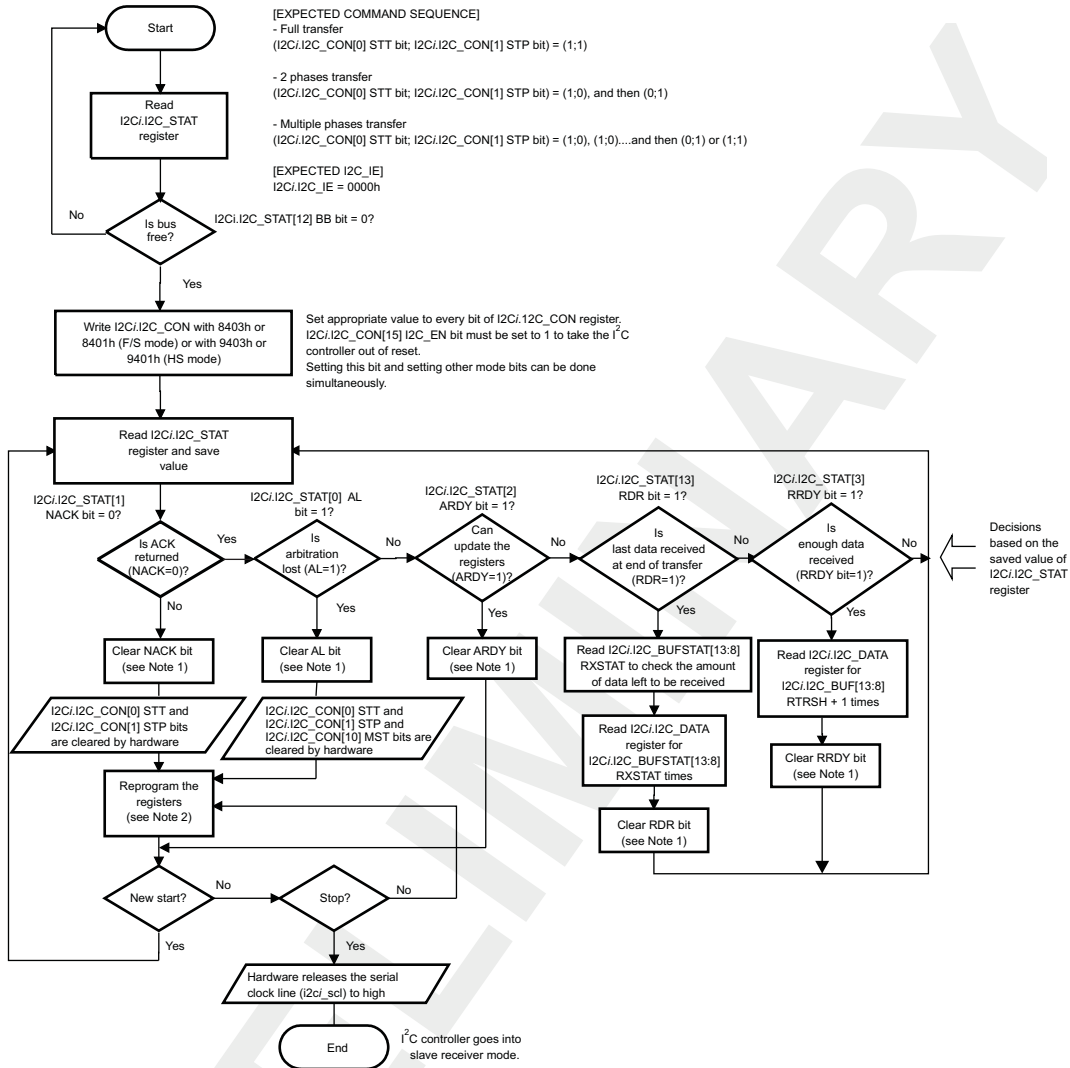 Start
[EXPECTED COMMAND SEQUENCE]
- Full transfer
(I2Ci.I2C_CON[0] STT bit; I2Ci.I2C_CON[1] STP bit) = (1;1)
- 2 phases transfer
(I2Ci.I2C_CON[0] STT bit; I2Ci.I2C_CON[1] STP bit) = (1;0), and then (0;1)
- Multiple phases transfer
(I2Ci.I2C_CON[0] STT bit; I2Ci.I2C_CON[1] STP bit) = (1;0), (1;0)....and then (0;1) or (1;1)
[EXPECTED I2C_IE]
I2Ci.I2C_IE = 0000h
Read
I2Ci.I2C_STAT
register
No
Is bus
free?
I2Ci.I2C_STAT[12] BB bit = 0?
Yes
Write I2Ci.I2C_CON with 8403h or
8401h (F/S mode) or with 9403h or
9401h (HS mode)
Set appropriate value to every bit of I2Ci.12C_CON register.
I2Ci.I2C_CON[15] I2C_EN bit must be set to 1 to take the I2C
controller out of reset.
Setting this bit and setting other mode bits can be done
simultaneously.
Read I2Ci.I2C_STAT
register and save
value
I2Ci.I2C_STAT[1]
NACK bit = 0?
Is ACK
returned
(NACK=0)?
Yes
No
I2Ci.I2C_STAT[0] AL
bit = 1?
Is
arbitration
lost (AL=1)?
No
Yes
I2Ci.I2C_STAT[2]
ARDY bit = 1?
Can
update the
registers
(ARDY=1)?
No
Yes
I2Ci.I2C_STAT[13]
RDR bit = 1?
Is
last data received
at end of transfer
(RDR=1)?
No
Yes
I2Ci.I2C_STAT[3]
RRDY bit = 1?
Is
enough data
received
(RRDY bit=1)?
No
Yes
Decisions
based on the
saved value of
I2Ci.I2C_STAT
register
Clear NACK bit
(see Note 1)
Clear AL bit
(see Note 1)
Clear ARDY bit
(see Note 1)
Read I2Ci.I2C_BUFSTAT[13:8]
RXSTAT to check the amount
of data left to be received
Read I2Ci.I2C_DATA
register for
I2Ci.I2C_BUF[13:8]
RTRSH + 1 times
I2Ci.I2C_CON[0] STT and
I2Ci.I2C_CON[1] STP bits
are cleared by hardware
I2Ci.I2C_CON[0] STT and
I2Ci.I2C_CON[1] STP and
I2Ci.I2C_CON[10] MST bits are
cleared by hardware
Read I2Ci.I2C_DATA
register for
I2Ci.I2C_BUFSTAT[13:8]
RXSTAT times
Clear RRDY bit
(see Note 1)
Reprogram the
registers
(see Note 2)
Clear RDR bit
(see Note 1)
New start?
No
Yes
Stop?
No
Yes
Hardware releases the serial
clock line (i2ci_scl) to high
End
I2C controller goes into
slave receiver mode.
PRELIMINARY